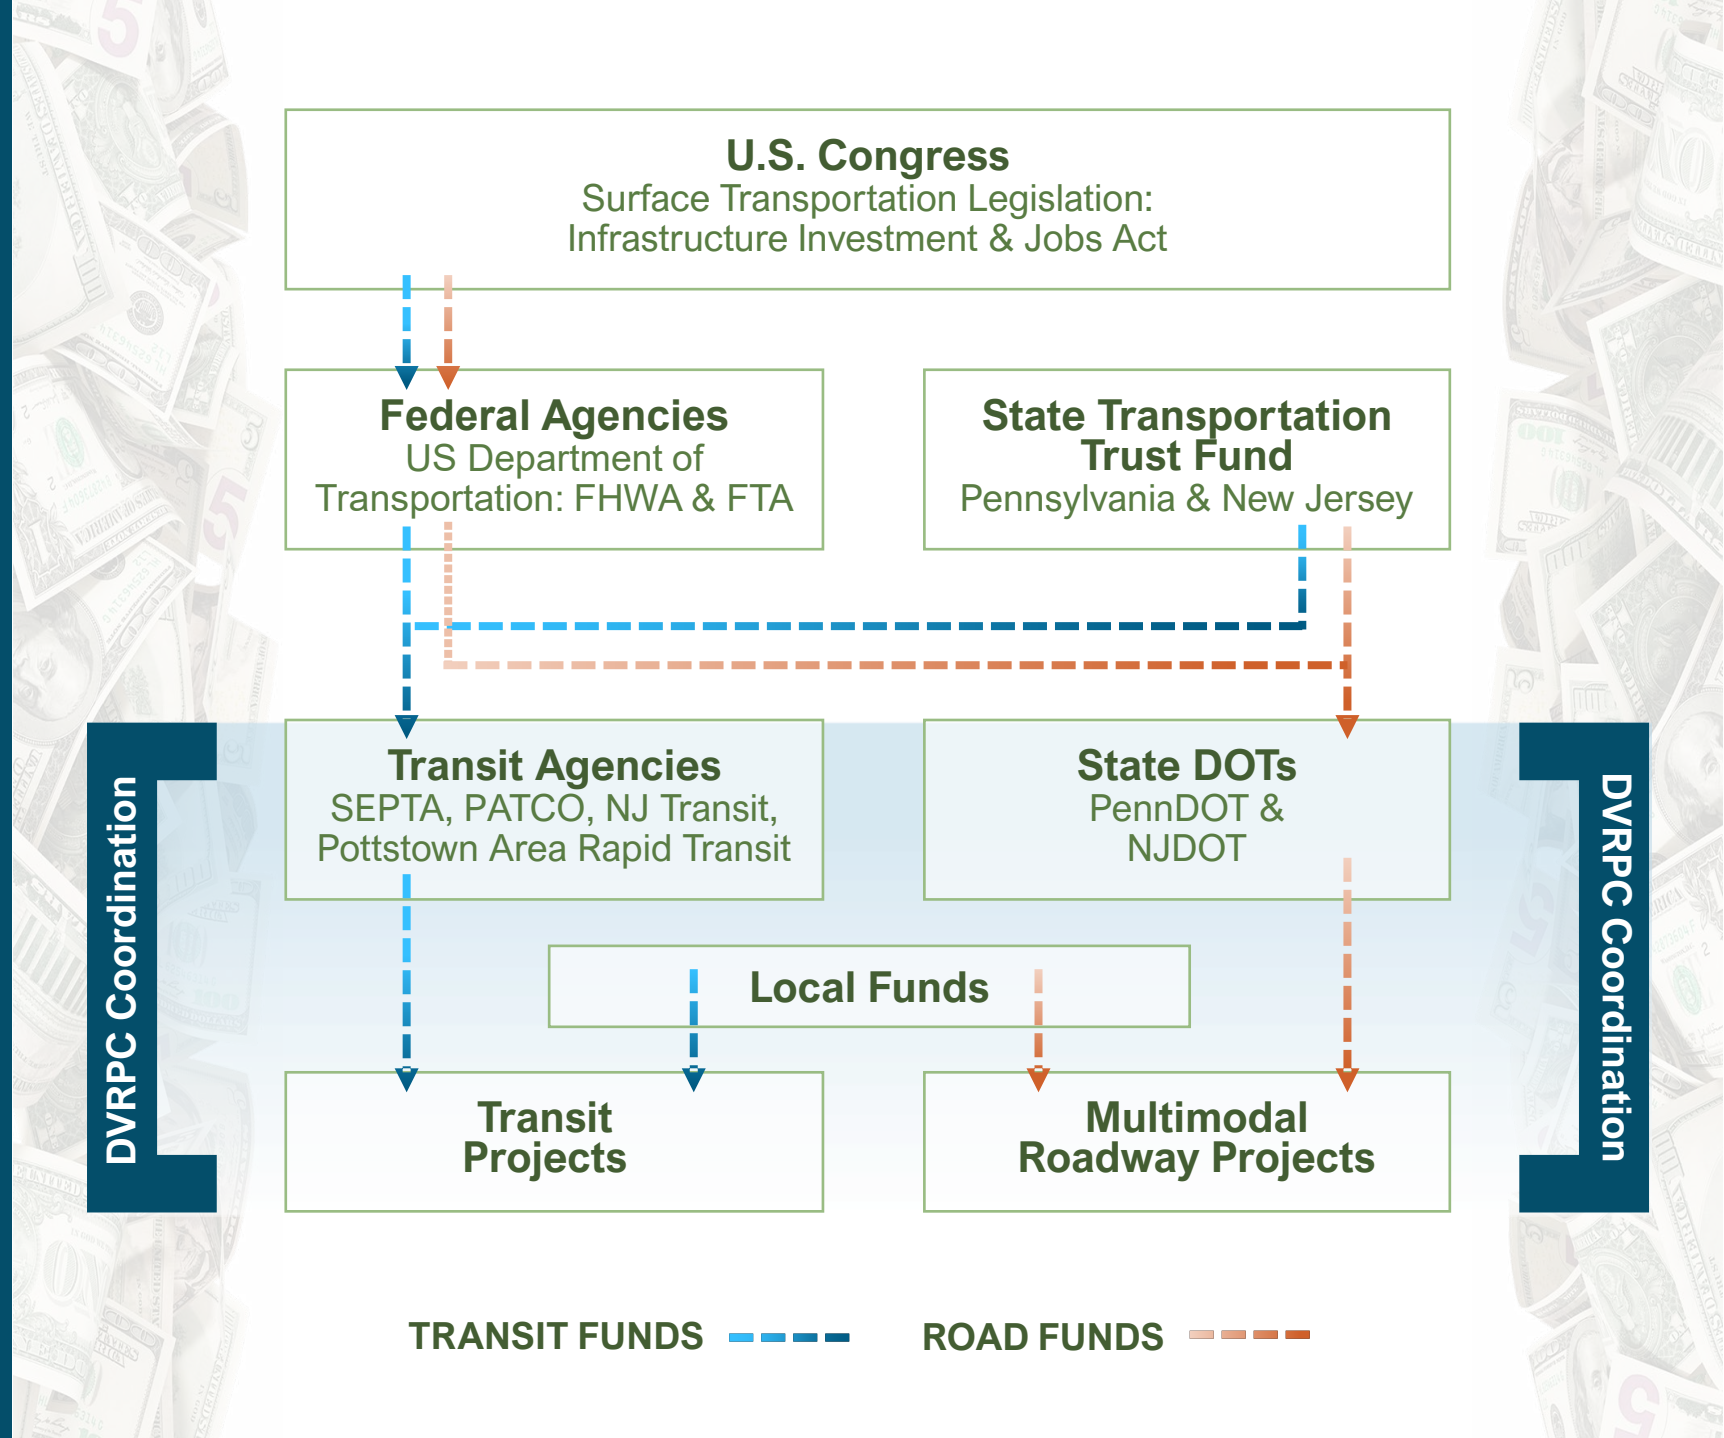 U.S. Congress
Surface Transportation Legislation:
Infrastructure Investment & Jobs Act
Federal Agencies
US Department of
Transportation: FHWA & FTA
State Transportation
Trust Fund
Pennsylvania & New Jersey
DVRPC Coordination
Transit Agencies
SEPTA, PATCO, NJ Transit,
Pottstown Area Rapid Transit
State DOTs
PennDOT &
NJDOT
DVRPC Coordination
Local Funds
Transit
Projects
Multimodal
Roadway Projects
TRANSIT FUNDS
ROAD FUNDS